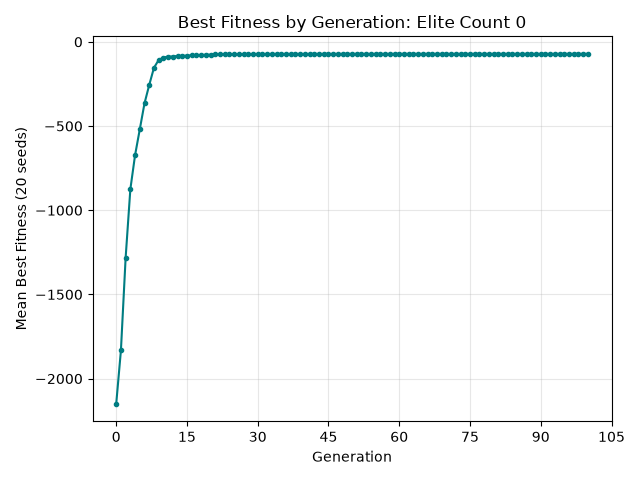 Best Fitness by Generation: Elite Count 0
Mean Best Fitness (20 seeds)
0
−500
−1000
−1500
−2000
0 15 30 45 60 75 90 105
Generation